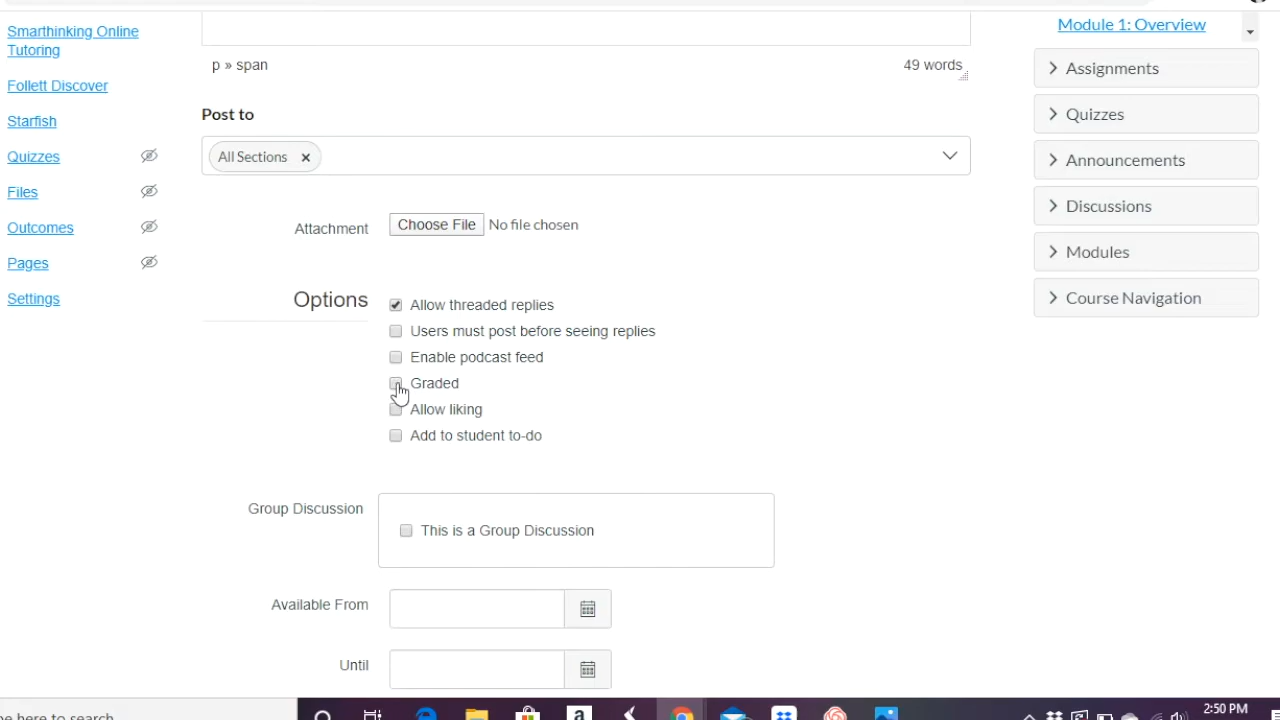 Smarthinking Online
Tutoring
Follett Discover
Starfish
Quizzes
Files
Outcomes
Pages
Settings
p » span
49 words
Post to
All Sections ×
Attachment
Choose File No file chosen
Options
Allow threaded replies
Users must post before seeing replies
Enable podcast feed
Graded
Allow liking
Add to student to-do
Group Discussion
This is a Group Discussion
Available From
Until
Module 1: Overview
Assignments
Quizzes
Announcements
Discussions
Modules
Course Navigation
here to search
2:50 PM